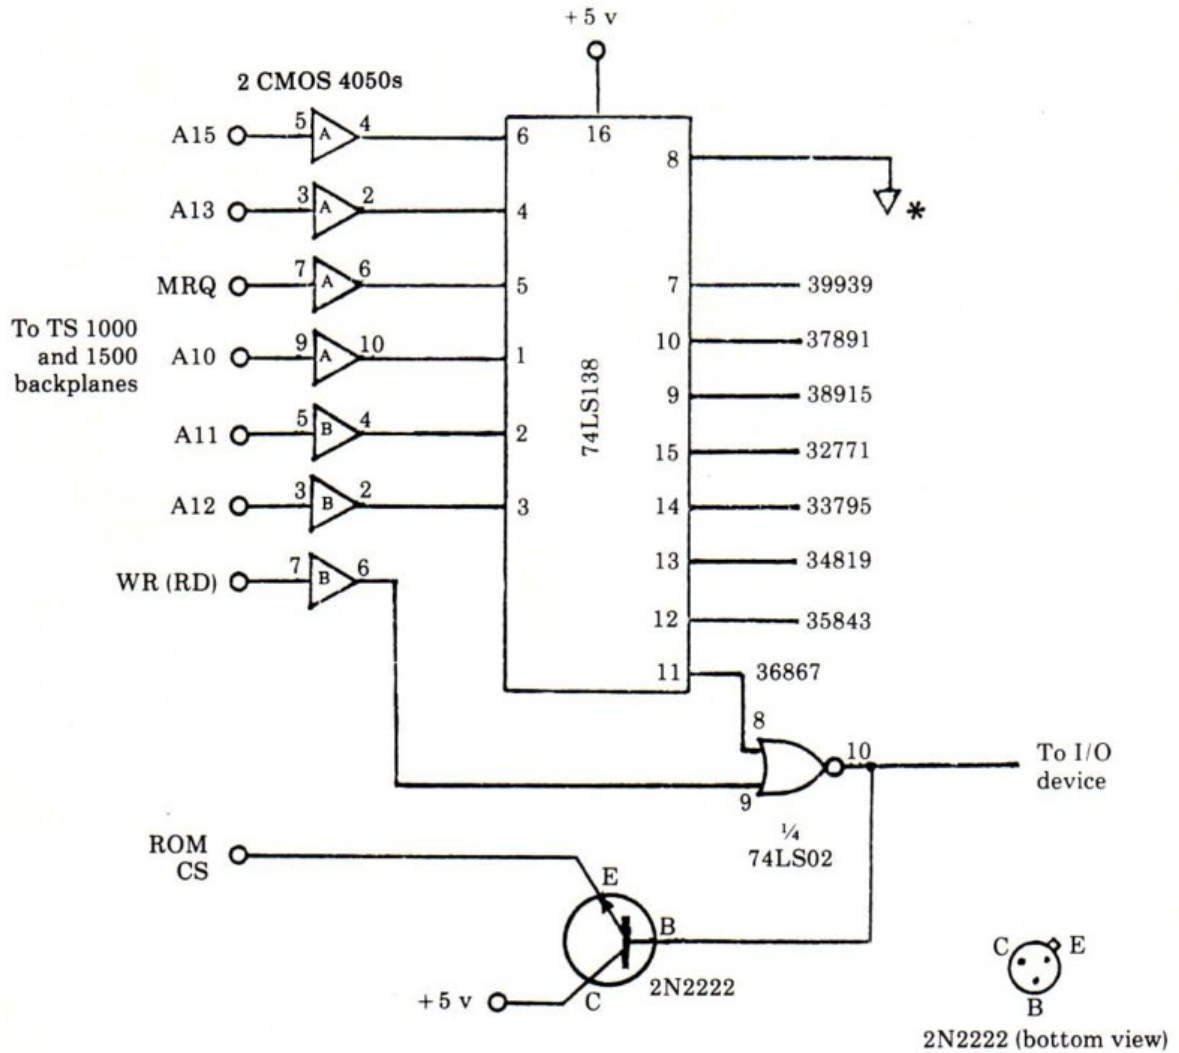 +5 v
2 CMOS 4050s
A15
5
A
4
6
16
8
*
A13
3
A
2
4
MRQ
7
A
6
5
7
39939
To TS 1000
and 1500
backplanes
A10
9
A
10
1
10
37891
74LS138
9
38915
A11
5
B
4
2
15
32771
A12
3
B
2
3
14
33795
WR (RD)
7
B
6
13
34819
12
35843
11
36867
8
10
To I/O
device
9
¼
74LS02
ROM
CS
E
B
C
2N2222
+5 v
C
E
B
2N2222 (bottom view)